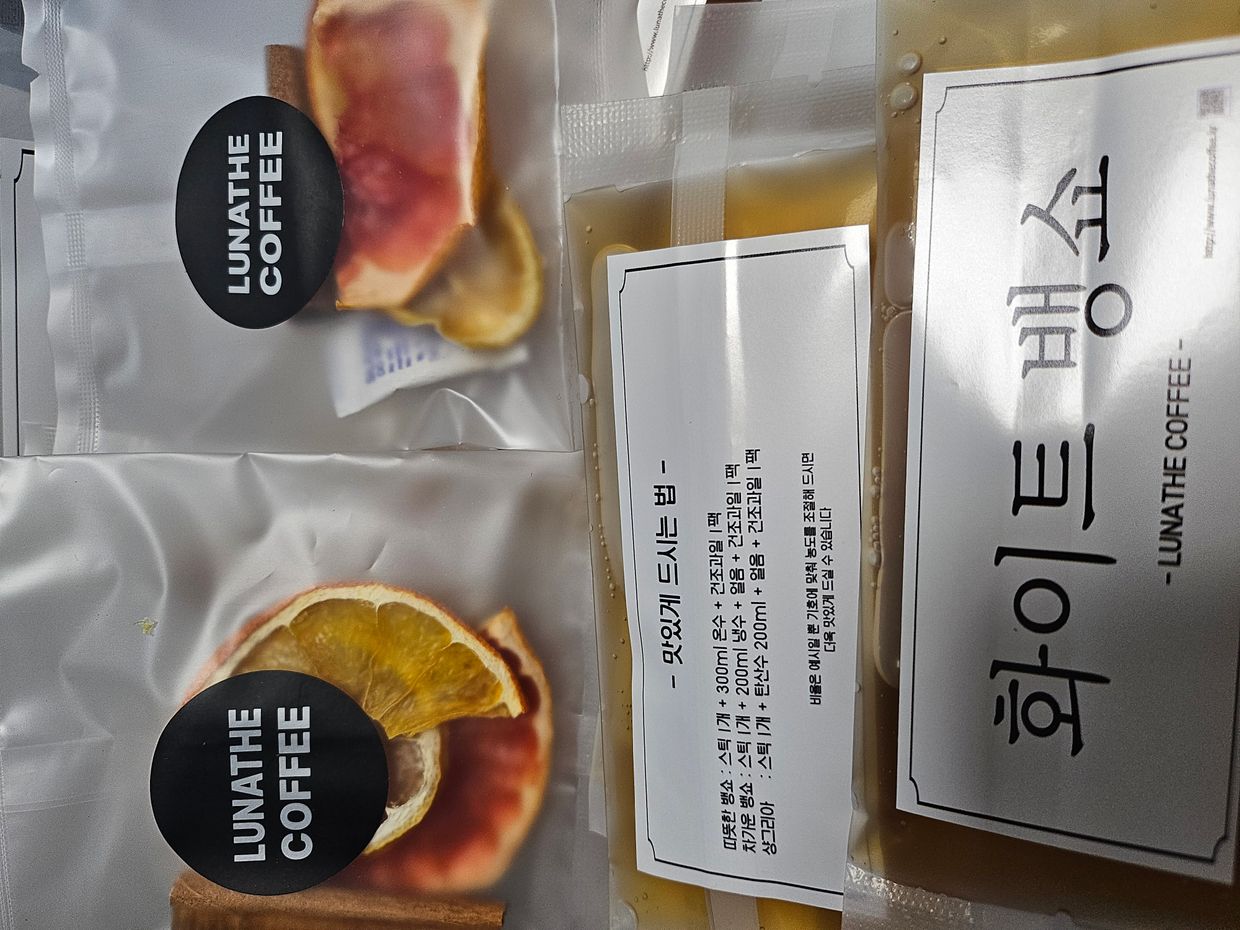 LUNATHE
COFFEE
LUNATHE
COFFEE
- 맛있게 드시는 법 -
따뜻한 뱅쇼 : 스틱 1개 + 300ml 온수 + 건조과일 1팩
차가운 뱅쇼 : 스틱 1개 + 200ml 냉수 + 얼음 + 건조과일 1팩
샹그리아 : 스틱 1개 + 탄산수 200ml + 얼음 + 건조과일 1팩
비율은 예시일 뿐 기호에 맞춰 농도를 조절해 드시면
더욱 맛있게 드실 수 있습니다
화이트 뱅쇼
- LUNATHE COFFEE -
http://www.lunathecoffee.kr